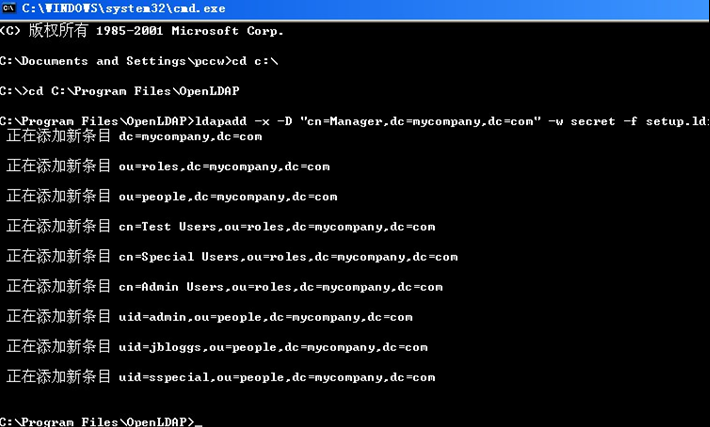 C:\WINDOWS\system32\cmd.exe
(C) 版权所有 1985-2001 Microsoft Corp.
C:\Documents and Settings\pccw>cd c:\
C:\>cd C:\Program Files\OpenLDAP
C:\Program Files\OpenLDAP>ldapadd -x -D "cn=Manager,dc=mycompany,dc=com" -w secret -f setup.ldi
正在添加新条目 dc=mycompany,dc=com
正在添加新条目 ou=roles,dc=mycompany,dc=com
正在添加新条目 ou=people,dc=mycompany,dc=com
正在添加新条目 cn=Test Users,ou=roles,dc=mycompany,dc=com
正在添加新条目 cn=Special Users,ou=roles,dc=mycompany,dc=com
正在添加新条目 cn=Admin Users,ou=roles,dc=mycompany,dc=com
正在添加新条目 uid=admin,ou=people,dc=mycompany,dc=com
正在添加新条目 uid=jbloggs,ou=people,dc=mycompany,dc=com
正在添加新条目 uid=sspecial,ou=people,dc=mycompany,dc=com
C:\Program Files\OpenLDAP>_